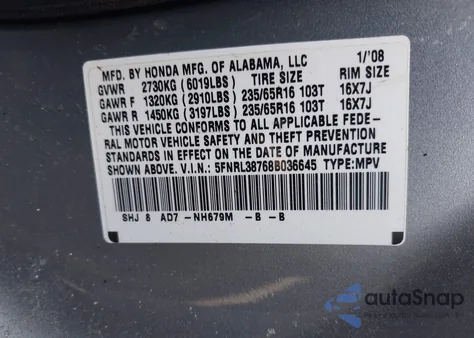 MFD. BY HONDA MFG. OF ALABAMA, LLC 1/'08
GVWR 2730KG (6019LBS) TIRE SIZE RIM SIZE
GAWR F 1320KG (2910LBS) 235/65R16 103T 16X7J
GAWR R 1450KG (3197LBS) 235/65R16 103T 16X7J
THIS VEHICLE CONFORMS TO ALL APPLICABLE FEDE-
RAL MOTOR VEHICLE SAFETY AND THEFT
PREVENTION STANDARDS IN EFFECT ON THE DATE OF MANUFACTURE
SHOWN ABOVE. V.I.N.: 5FNRL38768B036645 TYPE:MPV
SHJ 8 AD7 -NH679M -B -B
autoSnap
powered by AutoBidMaster